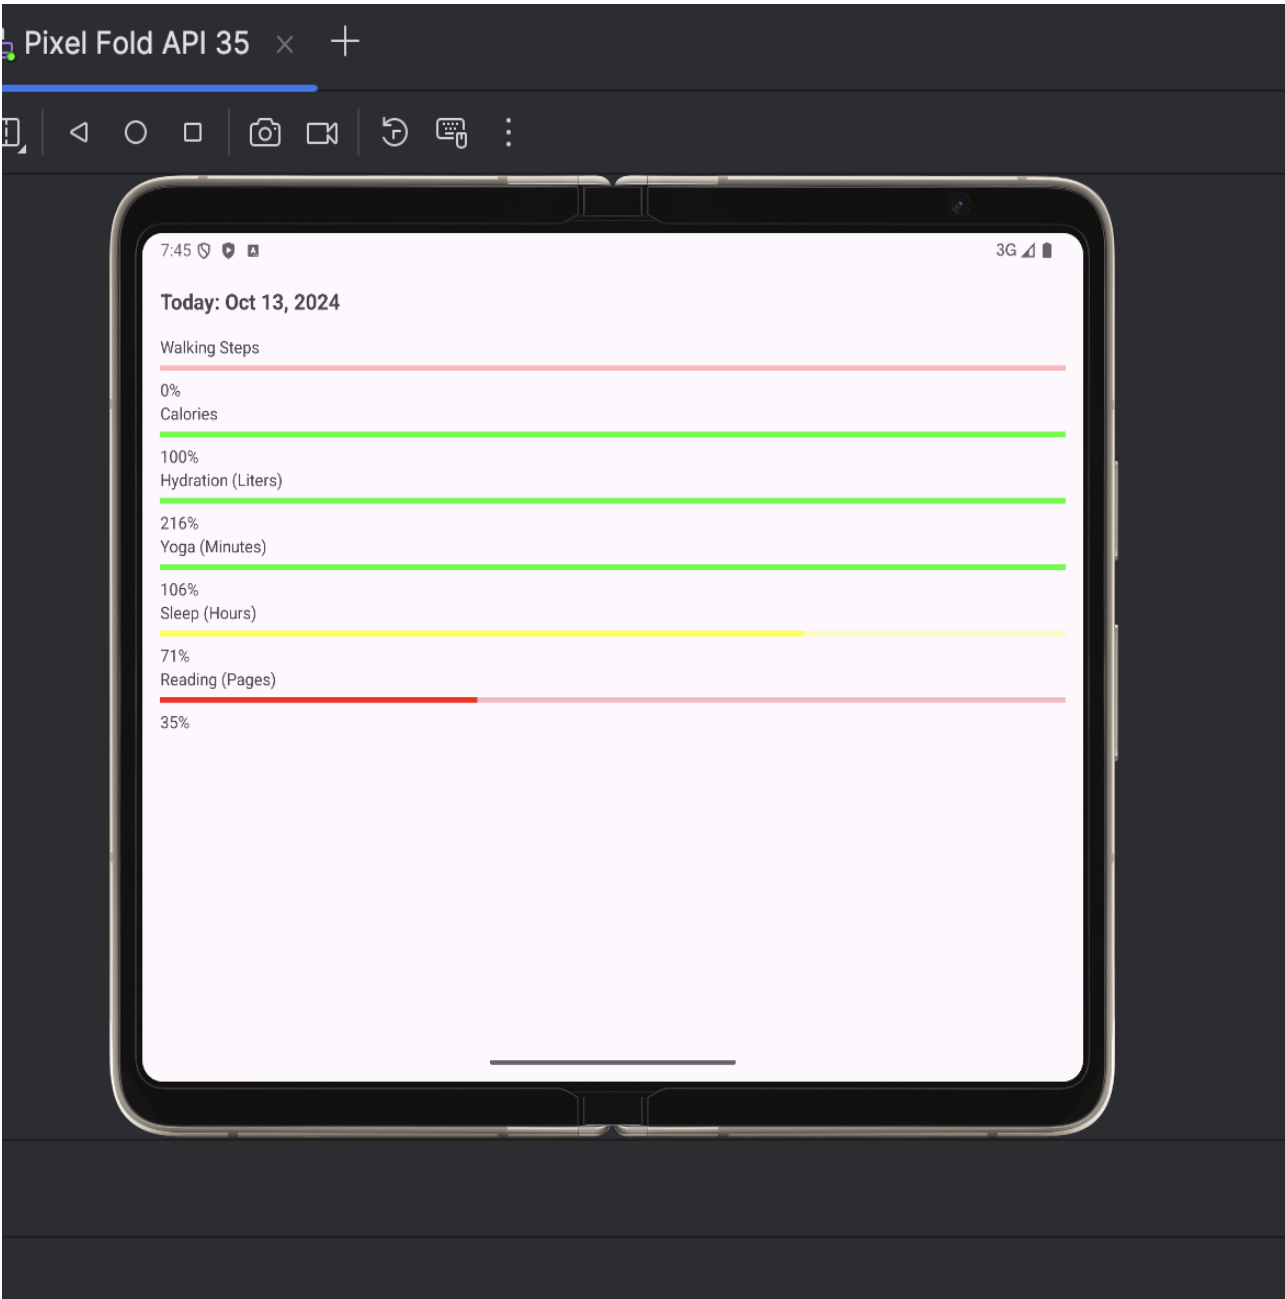 Pixel Fold API 35
7:45 3G
Today: Oct 13, 2024
Walking Steps
0%
Calories
100%
Hydration (Liters)
216%
Yoga (Minutes)
106%
Sleep (Hours)
71%
Reading (Pages)
35%